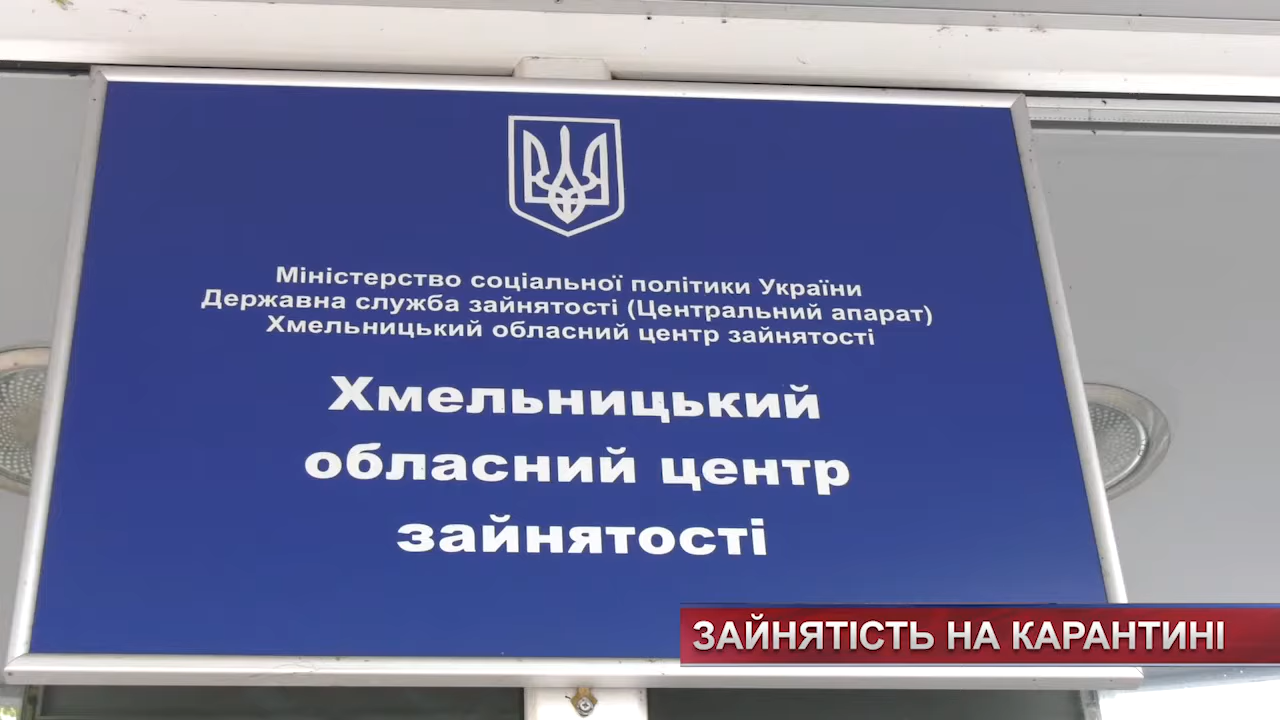 Міністерство соціальної політики України
Державна служба зайнятості (Центральний апарат)
Хмельницький обласний центр зайнятості
Хмельницький
обласний центр
зайнятості
ЗАЙНЯТІСТЬ НА КАРАНТИНІ